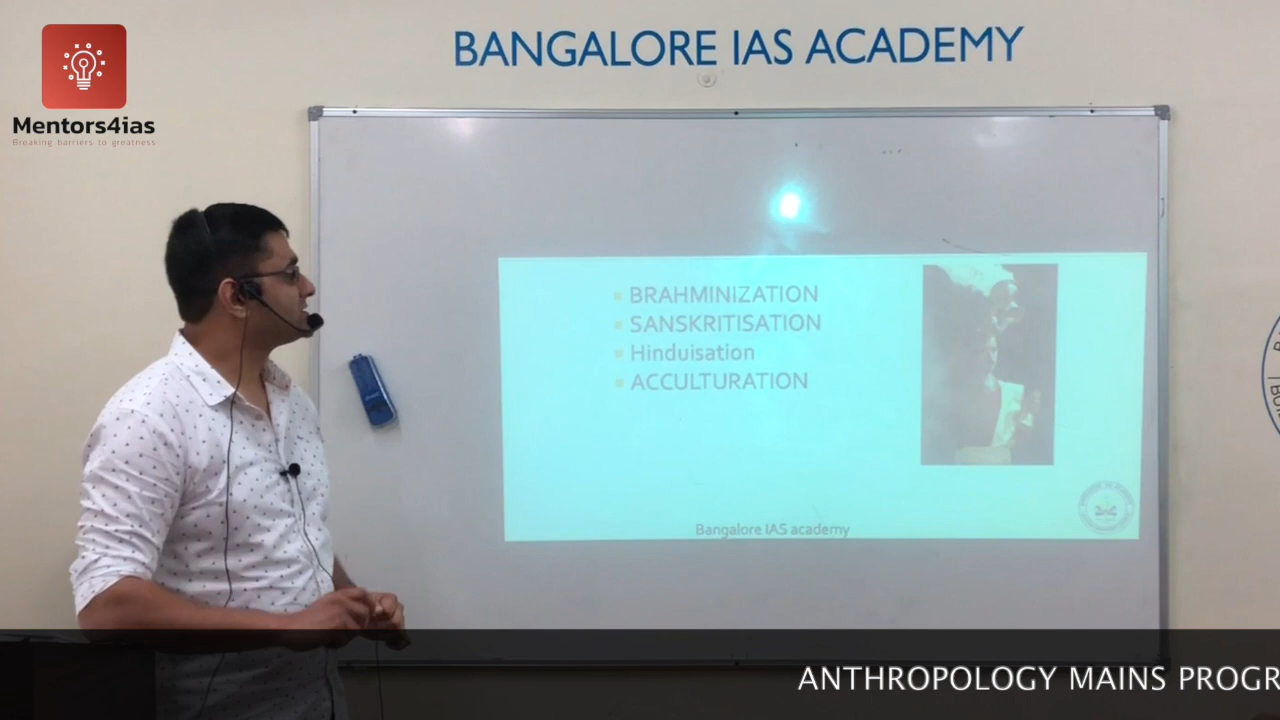 BANGALORE IAS ACADEMY
Mentors4ias
Breaking barriers to greatness
BRAHMINIZATION
SANSKRITISATION
Hinduisation
ACCULTURATION
Bangalore IAS academy
ANTHROPOLOGY MAINS PROGR